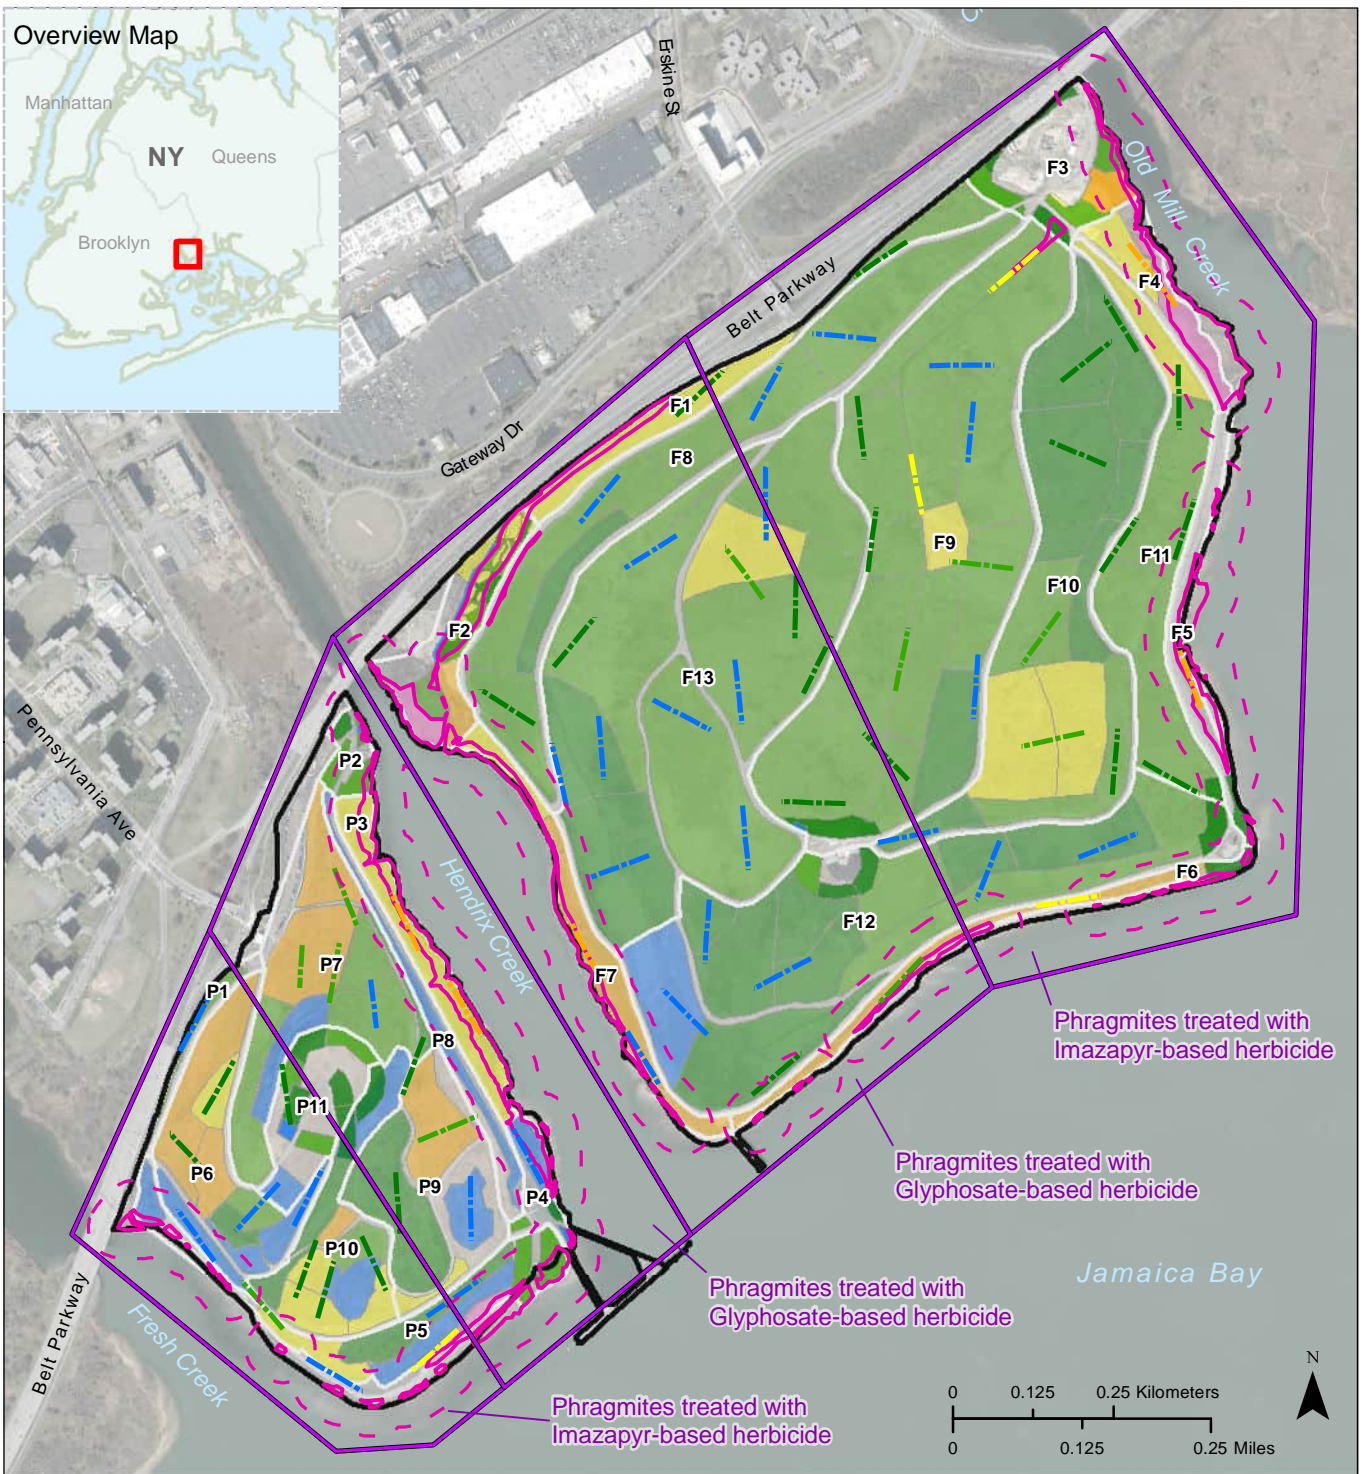 Overview Map
Manhattan
NY
Queens
Brooklyn
Erskine St
Belt Parkway
Gateway Dr
Old Mill Creek
F3
F4
F1
F8
F9
F10
F11
F2
F5
F13
Pennsylvania Ave
P2
P3
Hendrix Creek
F6
F12
F7
P7
P1
P8
P11
P6
P9
P4
P10
P5
Phragmites treated with
Imazapyr-based herbicide
Phragmites treated with
Glyphosate-based herbicide
Phragmites treated with
Glyphosate-based herbicide
Jamaica Bay
Belt Parkway
Fresh Creek
Phragmites treated with
Imazapyr-based herbicide
N
0 0.125 0.25 Kilometers
0 0.125 0.25 Miles